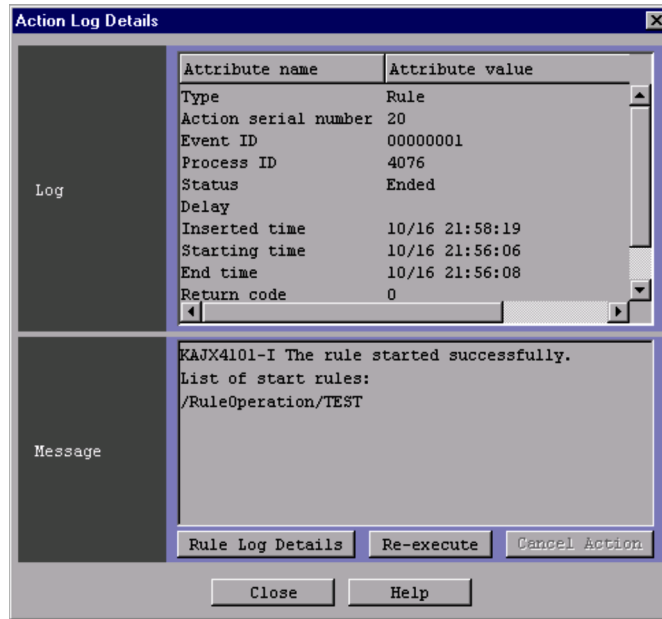 Action Log Details
Attribute name Attribute value
Type Rule
Action serial number 20
Event ID 00000001
Process ID 4076
Status Ended
Delay
Inserted time 10/16 21:58:19
Starting time 10/16 21:56:06
End time 10/16 21:56:08
Return code 0
Log
KAJX4101-I The rule started successfully.
List of start rules:
/RuleOperation/TEST
Message
Rule Log Details Re-execute Cancel Action
Close Help